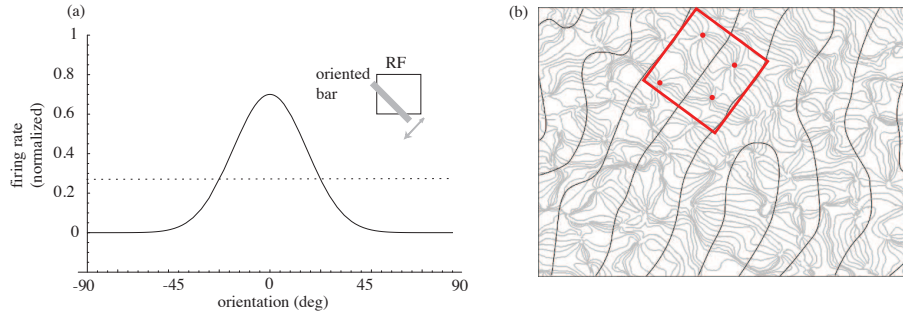 (a)
(b)
1
0.8
0.6
0.4
0.2
0
firing rate
(normalized)
oriented
bar
RF
-90
-45
0
45
90
orientation (deg)